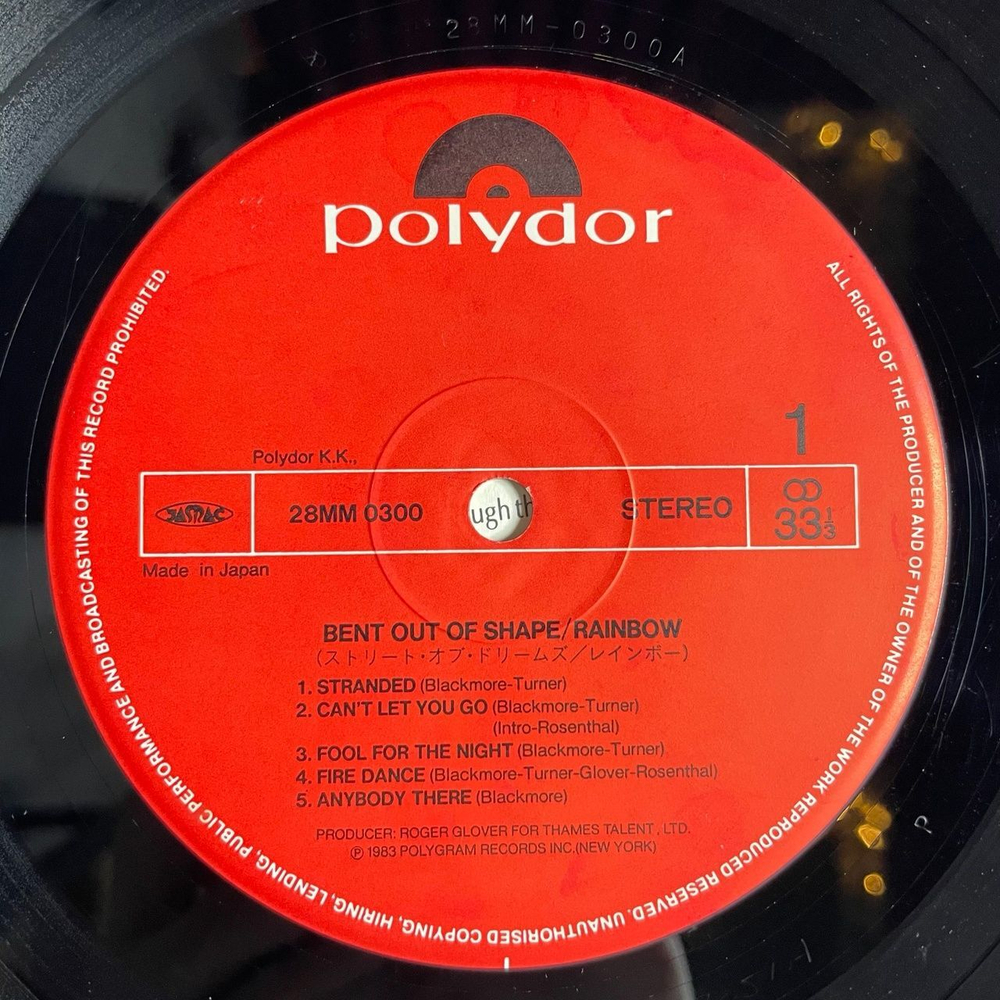 28MM-0300A
polydor
ALL RIGHTS OF THE PRODUCER AND OF THE OWNER OF THE WORK REPRODUCED RESERVED. UNAUTHORISED COPYING, HIRING, LENDING, PUBLIC PERFORMANCE AND BROADCASTING OF THIS RECORD PROHIBITED.
1
Polydor K.K.,
JASRAC 28MM 0300 ugh th STEREO 33 1/3
Made in Japan
BENT OUT OF SHAPE/RAINBOW
(ストリート・オブ・ドリームズ/レインボー)
1. STRANDED (Blackmore-Turner)
2. CAN'T LET YOU GO (Blackmore-Turner)
(Intro-Rosenthal)
3. FOOL FOR THE NIGHT (Blackmore-Turner)
4. FIRE DANCE (Blackmore-Turner-Glover-Rosenthal)
5. ANYBODY THERE (Blackmore)
PRODUCER: ROGER GLOVER FOR THAMES TALENT, LTD.
℗ 1983 POLYGRAM RECORDS INC.(NEW YORK)
P